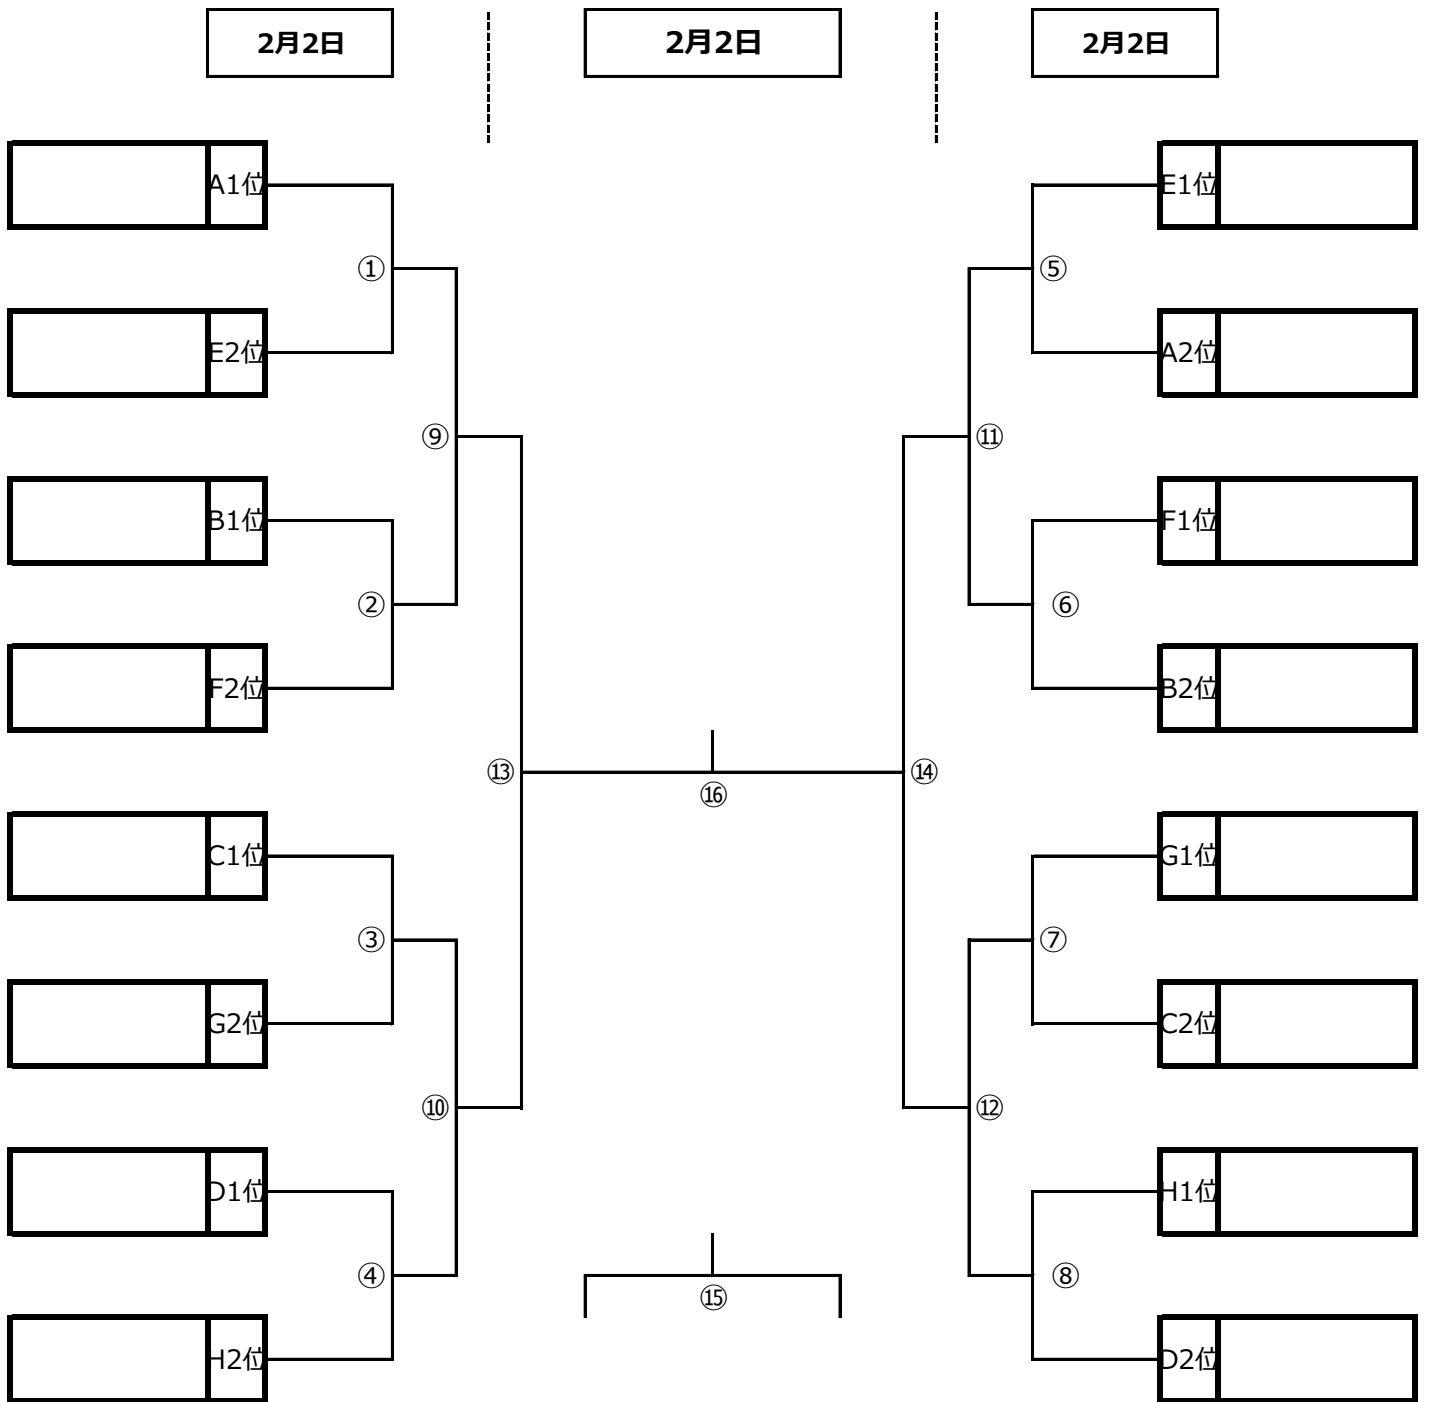 2月2日
2月2日
2月2日
A1位
E1位
①
⑤
E2位
A2位
⑨
⑪
B1位
F1位
②
⑥
F2位
B2位
⑬
⑭
⑯
C1位
G1位
③
⑦
G2位
C2位
⑩
⑫
D1位
H1位
④
⑧
⑮
H2位
D2位